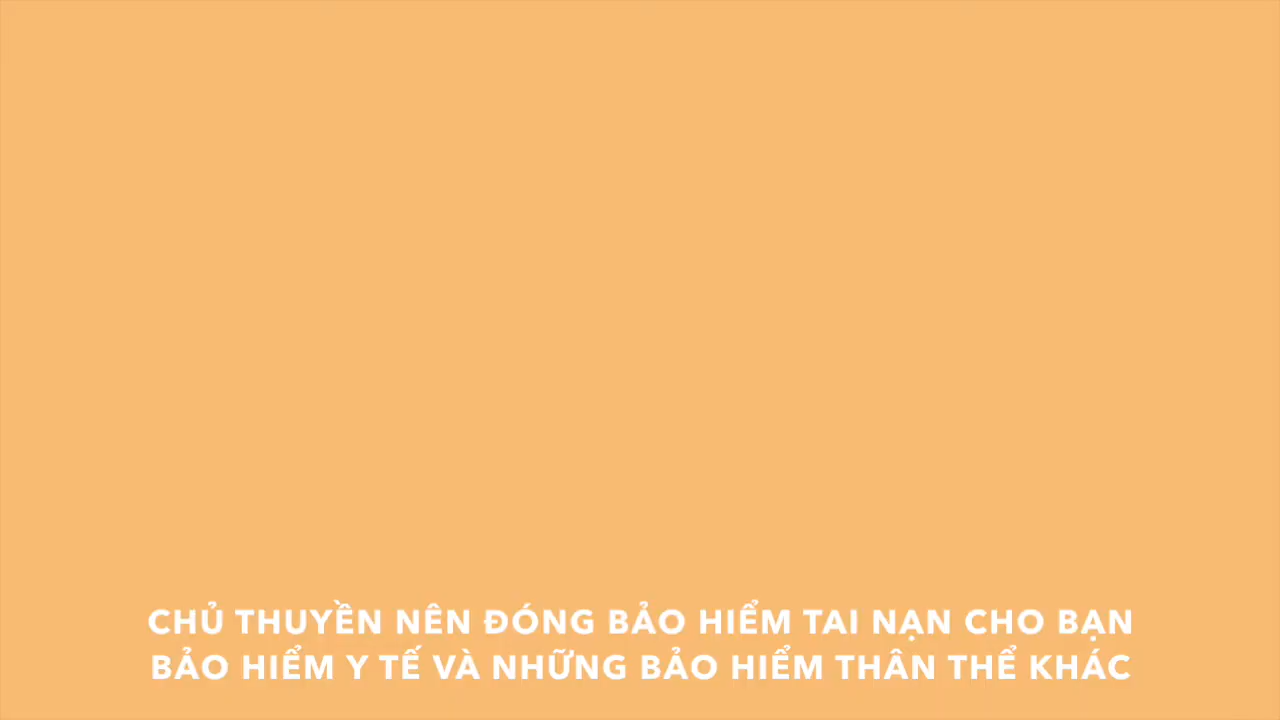 CHỦ THUYỀN NÊN ĐÓNG BẢO HIỂM TAI NẠN CHO BẠN
BẢO HIỂM Y TẾ VÀ NHỮNG BẢO HIỂM THÂN THỂ KHÁC